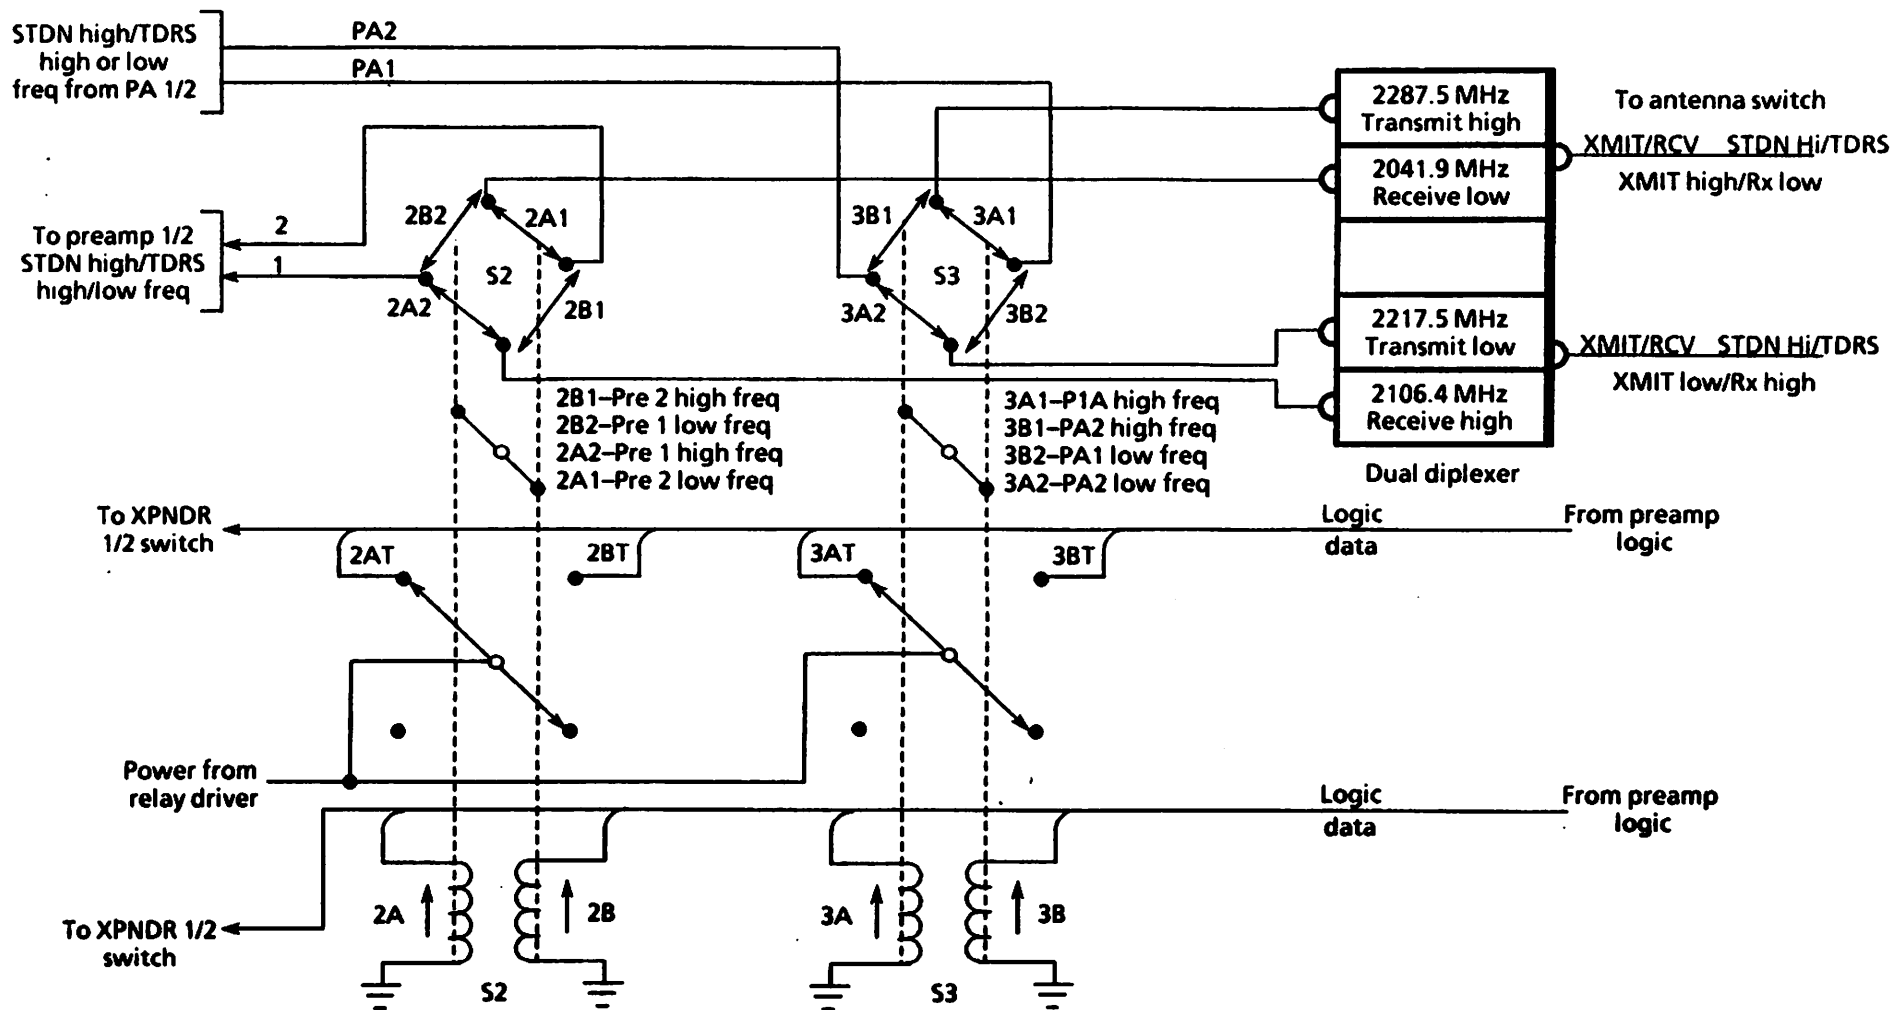 STDN high/TDRS
high or low
freq from PA 1/2
PA2
PA1
2287.5 MHz
Transmit high
To antenna switch
XMIT/RCV STDN Hi/TDRS
XMIT high/Rx low
2041.9 MHz
Receive low
2B2
2A1
3B1
3A1
To preamp 1/2
STDN high/TDRS
high/low freq
2
1
S2
S3
2A2
2B1
3A2
3B2
2217.5 MHz
Transmit low
XMIT/RCV STDN Hi/TDRS
XMIT low/Rx high
2106.4 MHz
Receive high
Dual diplexer
2B1–Pre 2 high freq
2B2–Pre 1 low freq
2A2–Pre 1 high freq
2A1–Pre 2 low freq
3A1–P1A high freq
3B1–PA2 high freq
3B2–PA1 low freq
3A2–PA2 low freq
To XPNDR
1/2 switch
Logic
data
From preamp
logic
2AT
2BT
3AT
3BT
Power from
relay driver
Logic
data
From preamp
logic
2A
2B
3A
3B
To XPNDR 1/2
switch
S2
S3